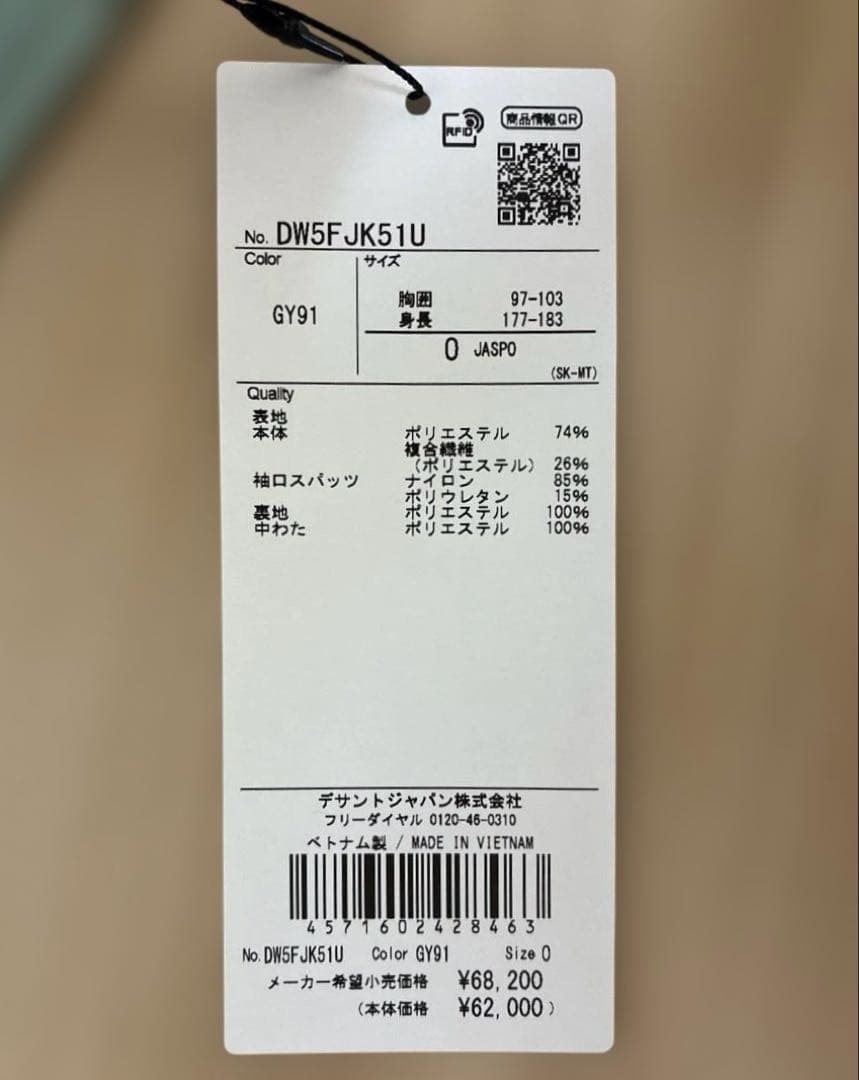 RFID
商品情報QR
No. DW5FJK51U
Color
サイズ
GY91
胸囲 97-103
身長 177-183
O JASPO
(SK-MT)
Quality
表地
本体 ポリエステル 74%
複合繊維
(ポリエステル) 26%
袖口スパッツ ナイロン 85%
ポリウレタン 15%
裏地 ポリエステル 100%
中わた ポリエステル 100%
デサントジャパン株式会社
フリーダイヤル 0120-46-0310
ベトナム製 / MADE IN VIETNAM
4571602428463
No. DW5FJK51U Color GY91 Size O
メーカー希望小売価格 ¥68,200
(本体価格 ¥62,000)